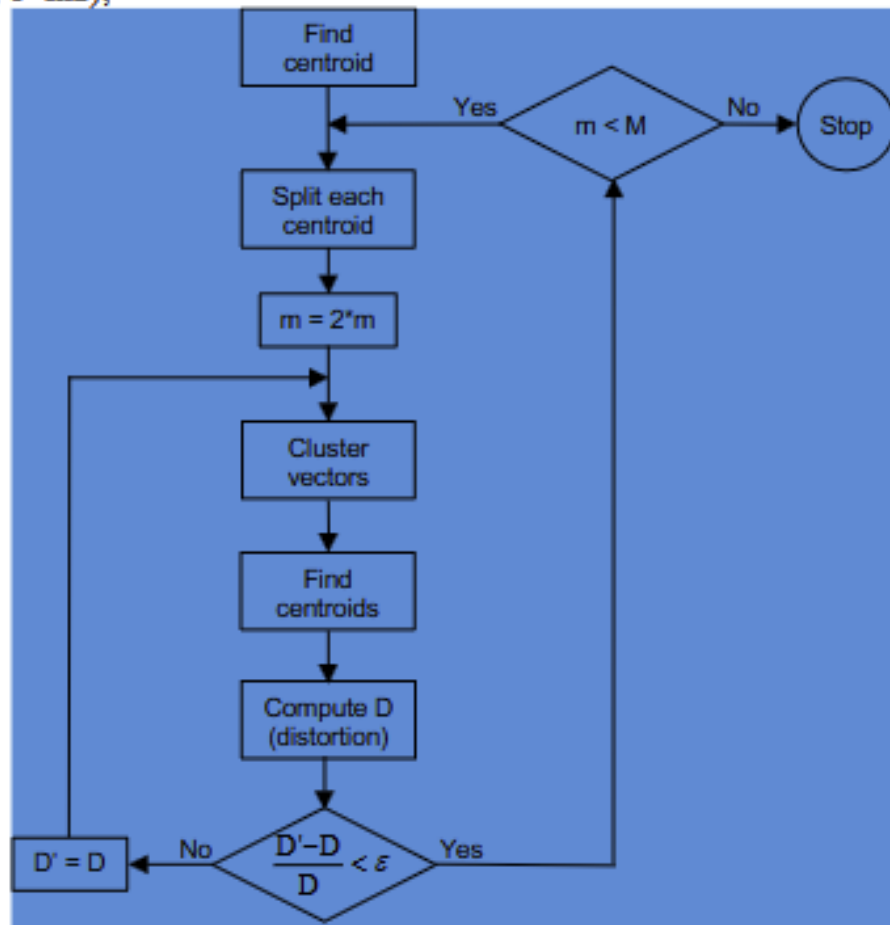 Find
centroid
Yes
m < M
No
Stop
Split each
centroid
m = 2*m
Cluster
vectors
Find
centroids
Compute D
(distortion)
D' = D
No
D'–D
D
< ε
Yes